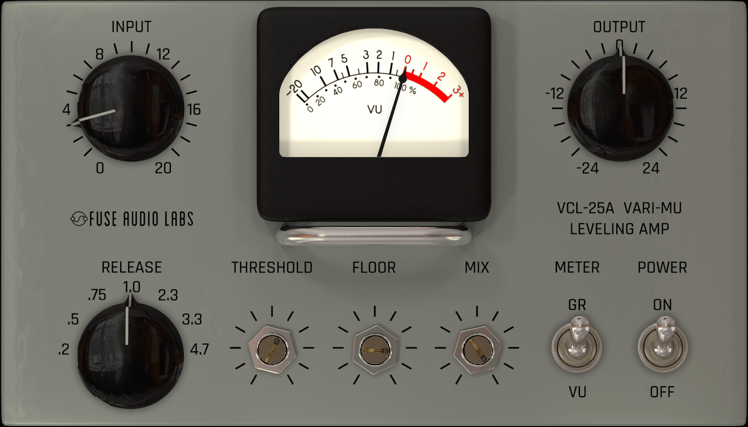 INPUT
OUTPUT
8 12
4 16
0 20
-20 10 7 5 3 2 1 0 1 2 3+
0 20 40 60 80 100 %
VU
0
-12 12
-24 24
FUSE AUDIO LABS
VCL-25A VARI-MU
LEVELING AMP
RELEASE
THRESHOLD
FLOOR
MIX
METER
POWER
1.0
.75 2.3
.5 3.3
.2 4.7
GR
ON
VU
OFF